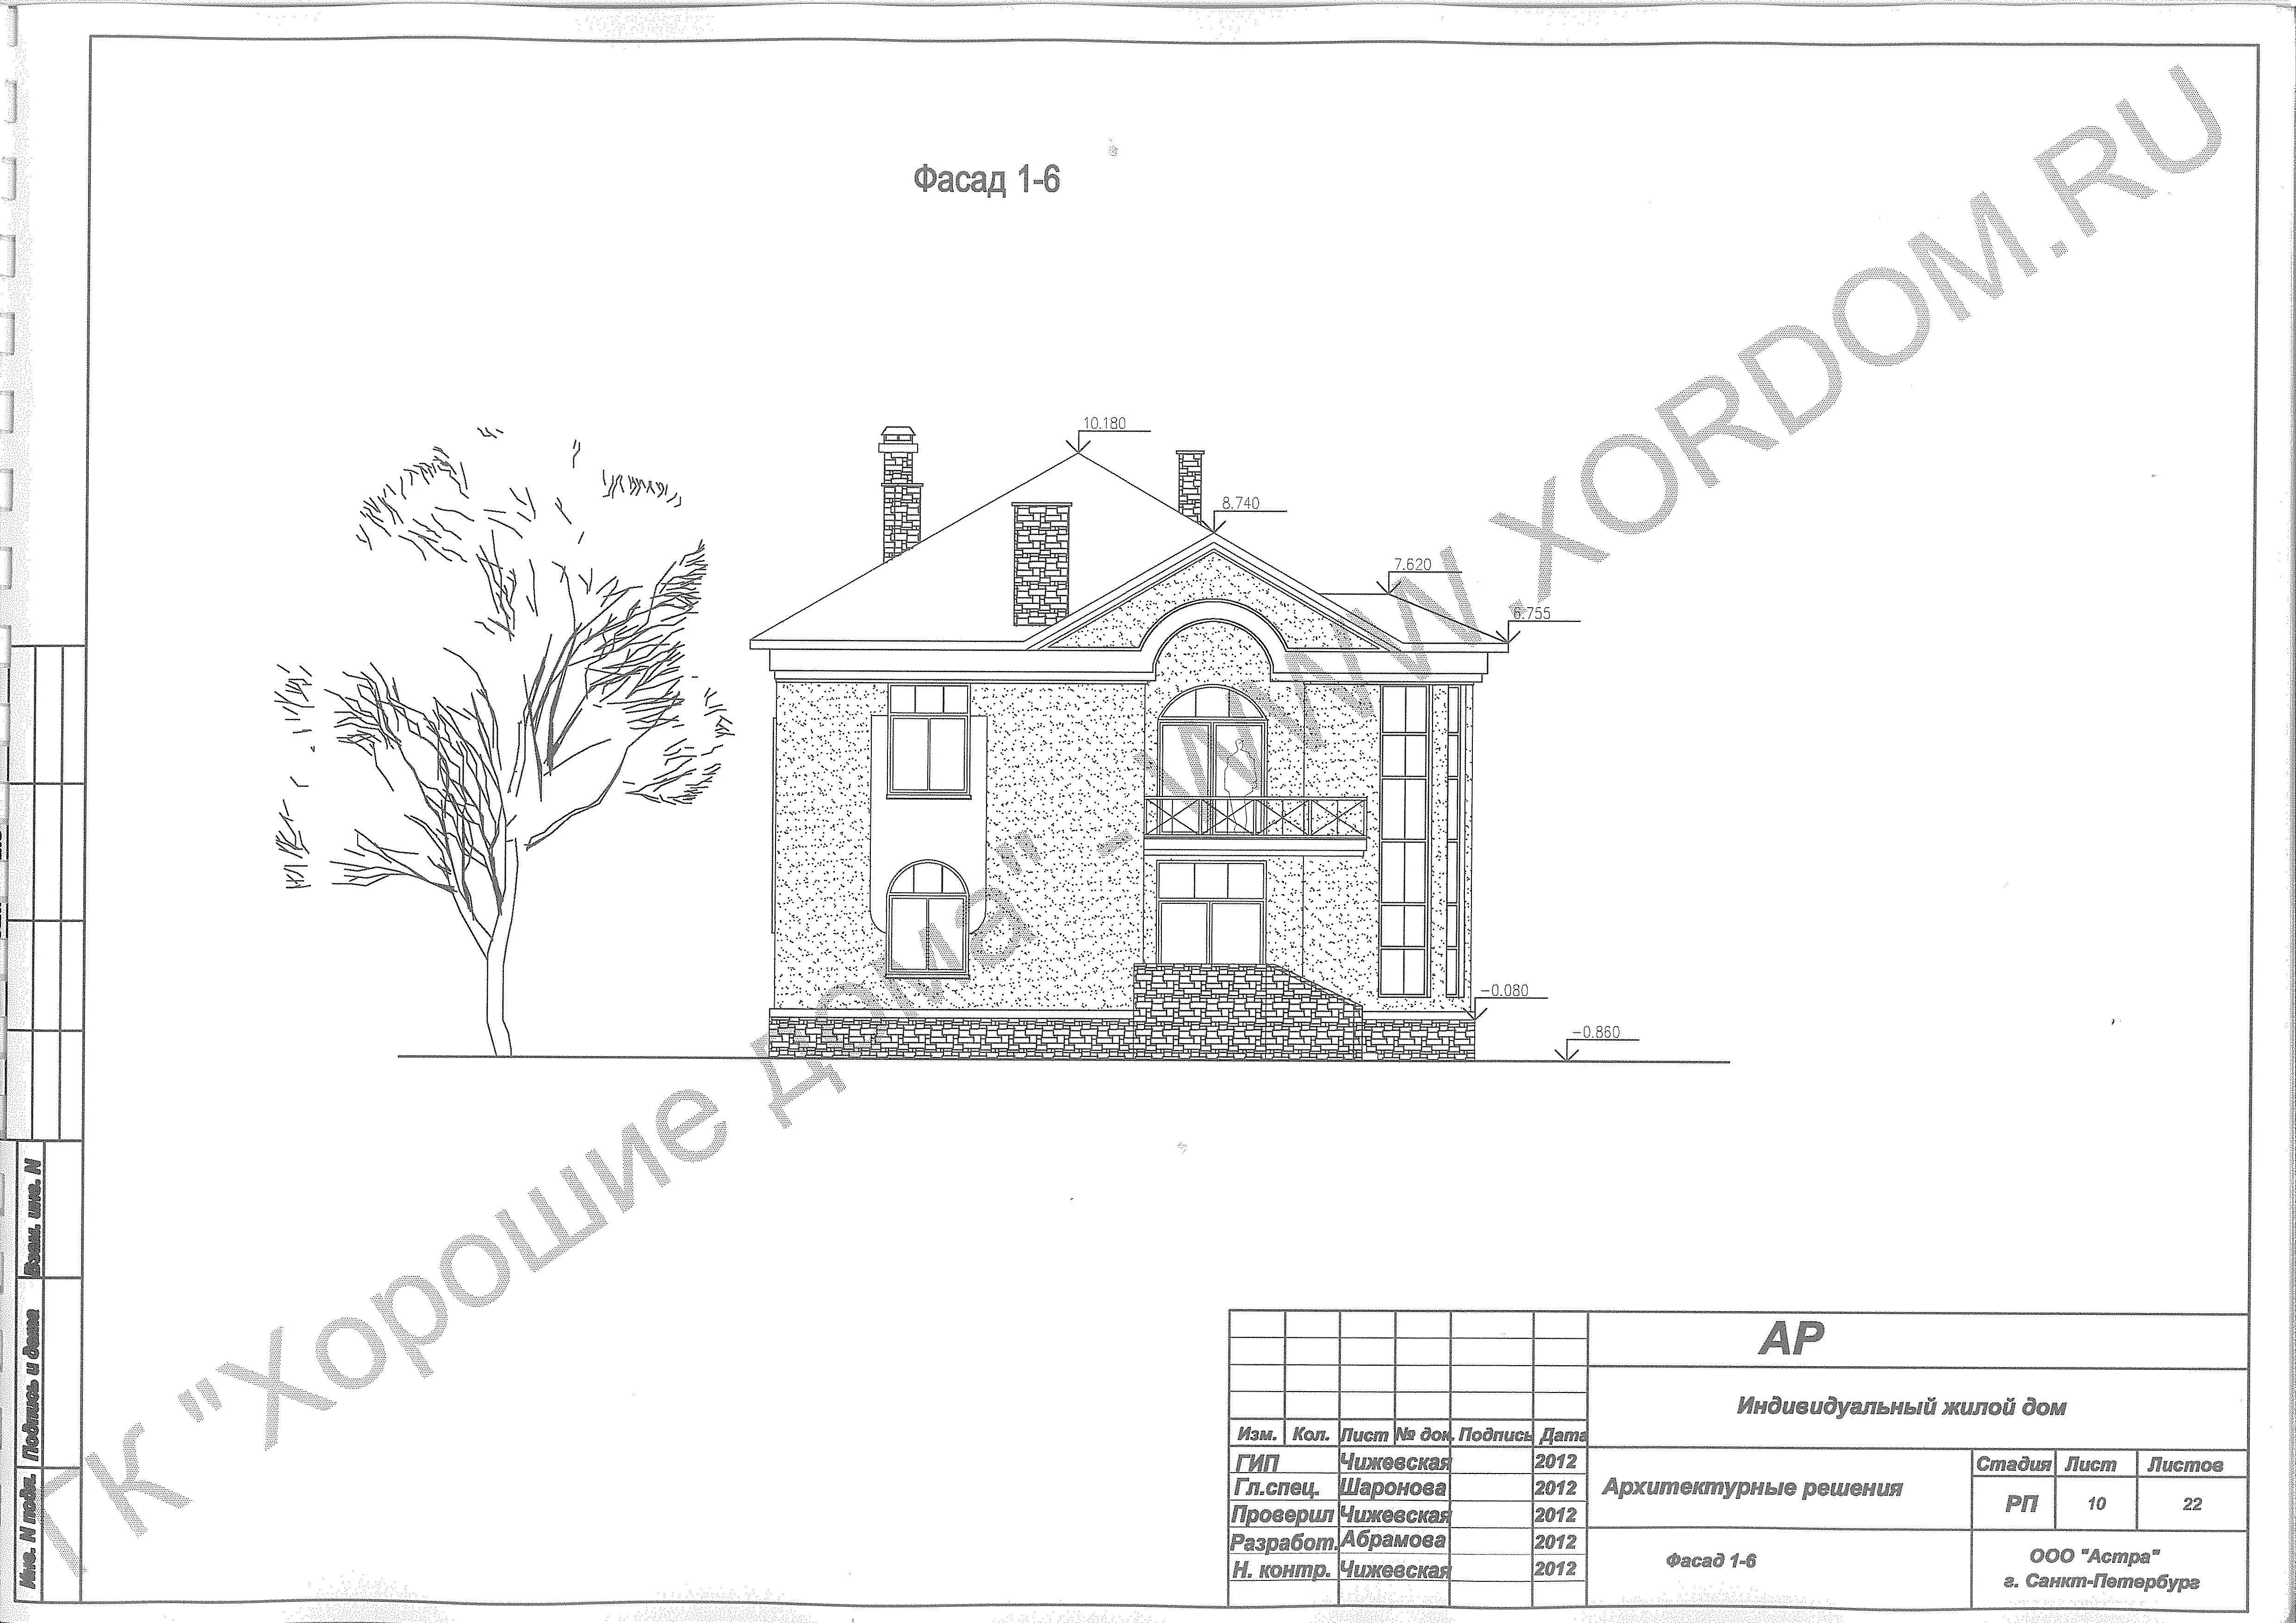 Фасад 1-6
10.180
8.740
7.620
6.755
-0.080
-0.860
ГК "Хорошие дома" - WWW.XORDOM.RU
Взам. инв. N
Подпись и дата
Инв. N подл.
АР
Индивидуальный жилой дом
Изм. Кол. Лист № док. Подпись Дата
ГИП Чижевская 2012
Гл.спец. Шаронова 2012
Проверил Чижевская 2012
Разработ. Абрамова 2012
Н. контр. Чижевская 2012
Архитектурные решения
Стадия Лист Листов
РП 10 22
Фасад 1-6
ООО "Астра"
г. Санкт-Петербург